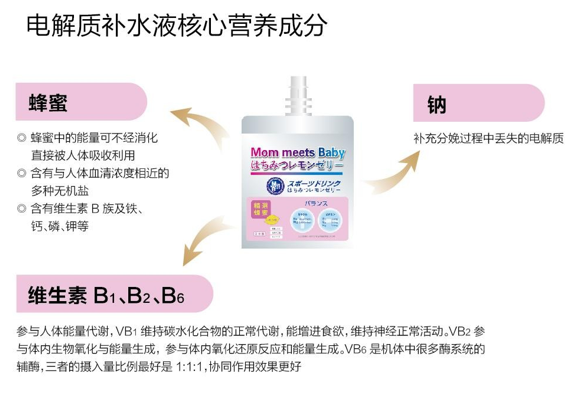 电解质补水液核心营养成分
蜂蜜
◎ 蜂蜜中的能量可不经消化
直接被人体吸收利用
◎ 含有与人体血清浓度相近的
多种无机盐
◎ 含有维生素 B 族及铁、
钙、磷、钾等
Mom meets Baby
はちみつレモンゼリー
スポーツドリンク
はちみつレモンゼリー
バランス
钠
补充分娩过程中丢失的电解质
维生素 B1、B2、B6
参与人体能量代谢，VB1 维持碳水化合物的正常代谢，能增进食欲，维持神经正常活动。VB2 参
与体内生物氧化与能量生成，参与体内氧化还原反应和能量生成。VB6 是机体中很多酶系统的
辅酶，三者的摄入量比例最好是 1:1:1，协同作用效果更好